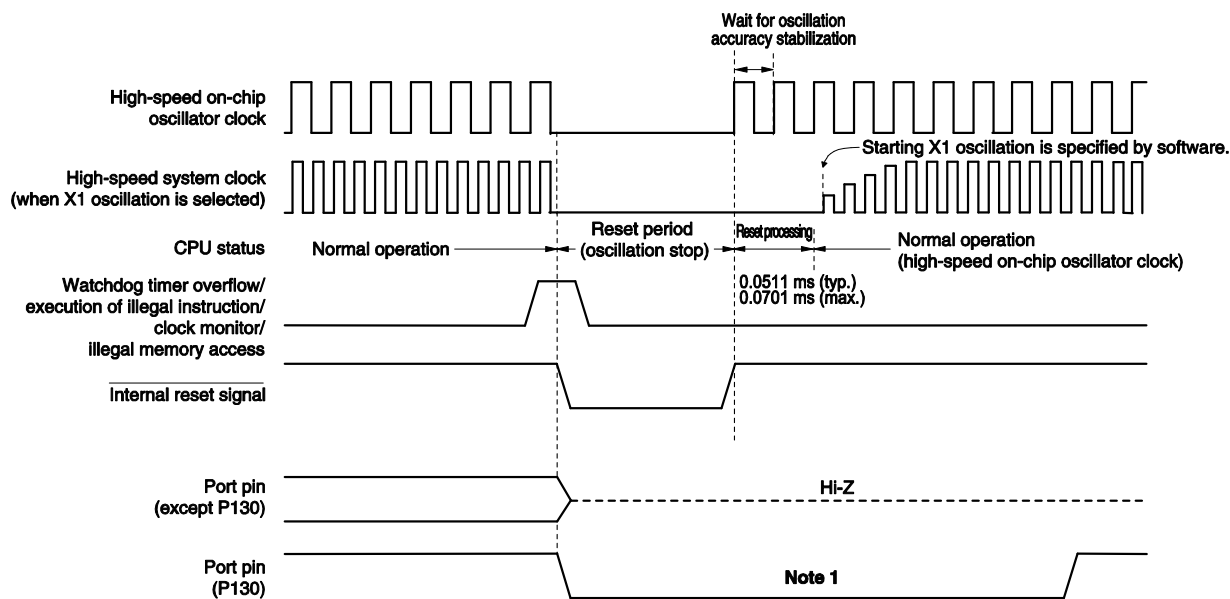 Wait for oscillation
accuracy stabilization
High-speed on-chip
oscillator clock
Starting X1 oscillation is specified by software.
High-speed system clock
(when X1 oscillation is selected)
CPU status
Normal operation
Reset period
(oscillation stop)
Reset processing
Normal operation
(high-speed on-chip oscillator clock)
0.0511 ms (typ.)
0.0701 ms (max.)
Watchdog timer overflow/
execution of illegal instruction/
clock monitor/
illegal memory access
Internal reset signal
Port pin
(except P130)
Hi-Z
Port pin
(P130)
Note 1